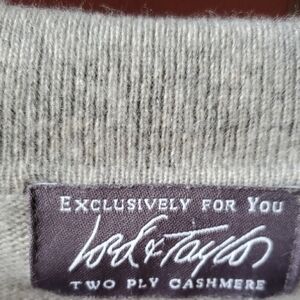 EXCLUSIVELY FOR YOU
Lord & Taylor
TWO PLY CASHMERE